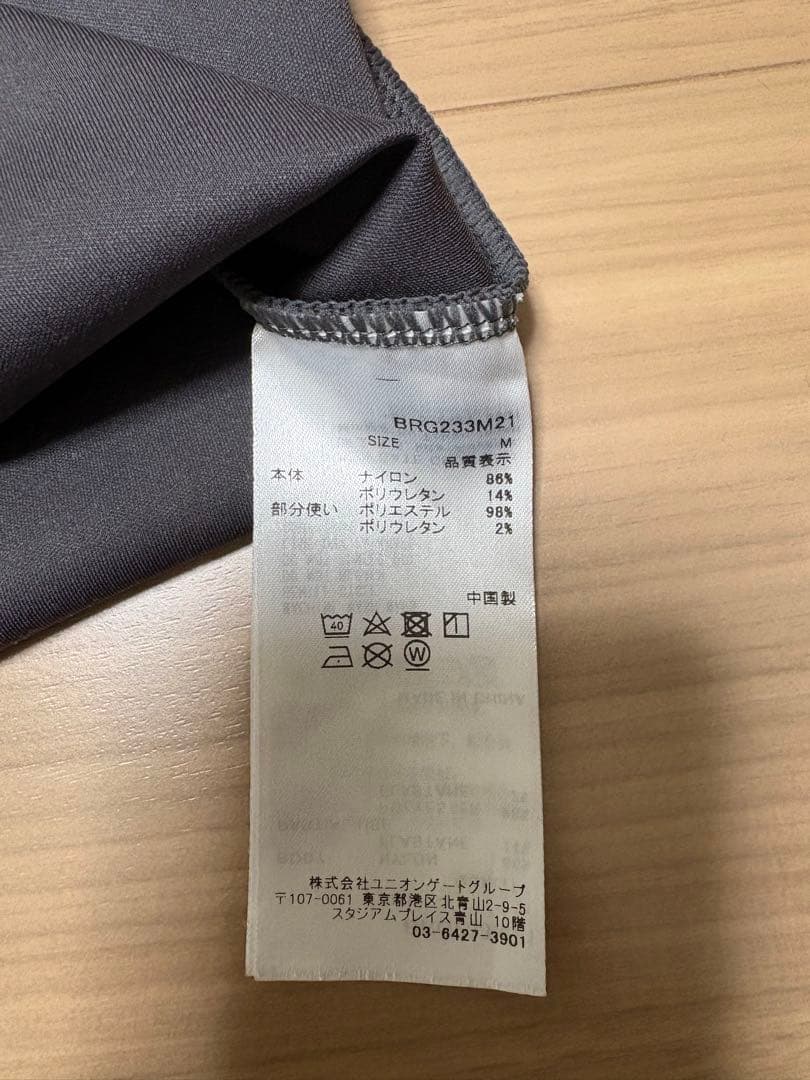 BRG233M21
SIZE M
品質表示
本体 ナイロン 86%
ポリウレタン 14%
部分使い ポリエステル 98%
ポリウレタン 2%
中国製
40
W
株式会社ユニオンゲートグループ
〒107-0061 東京都港区北青山2-9-5
スタジアムプレイス青山 10階
03-6427-3901